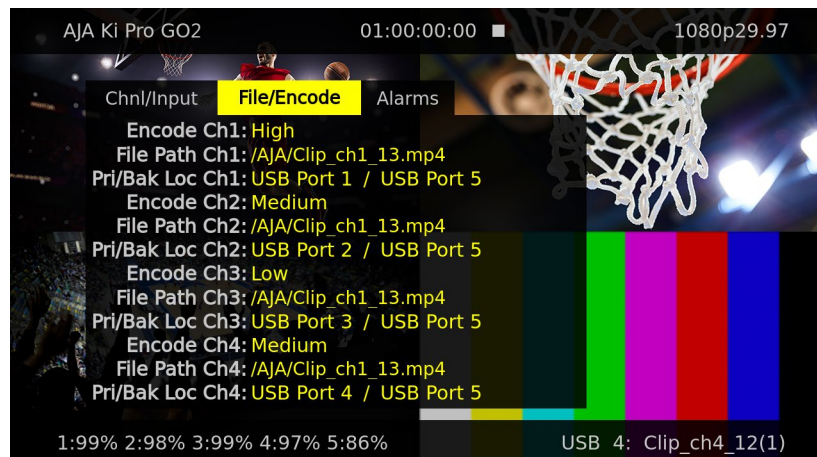 AJA Ki Pro GO2 01:00:00:00 1080p29.97
Chnl/Input File/Encode Alarms
Encode Ch1: High
File Path Ch1: /AJA/Clip_ch1_13.mp4
Pri/Bak Loc Ch1: USB Port 1 / USB Port 5
Encode Ch2: Medium
File Path Ch2: /AJA/Clip_ch1_13.mp4
Pri/Bak Loc Ch2: USB Port 2 / USB Port 5
Encode Ch3: Low
File Path Ch3: /AJA/Clip_ch1_13.mp4
Pri/Bak Loc Ch3: USB Port 3 / USB Port 5
Encode Ch4: Medium
File Path Ch4: /AJA/Clip_ch1_13.mp4
Pri/Bak Loc Ch4: USB Port 4 / USB Port 5
1:99% 2:98% 3:99% 4:97% 5:86% USB 4: Clip_ch4_12(1)